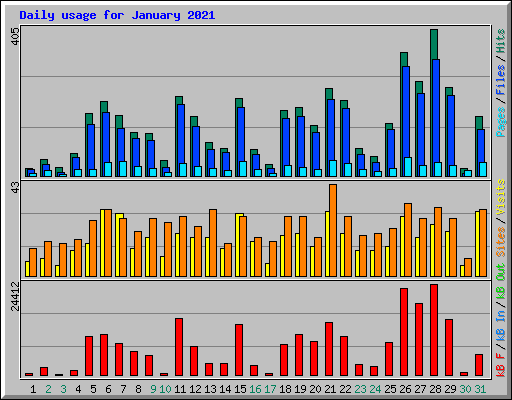 Daily usage for January 2021
405
43
24412
Pages / Files / Hits
Sites / Visits
kB F / kB In / kB Out
1 2 3 4 5 6 7 8 9 10 11 12 13 14 15 16 17 18 19 20 21 22 23 24 25 26 27 28 29 30 31